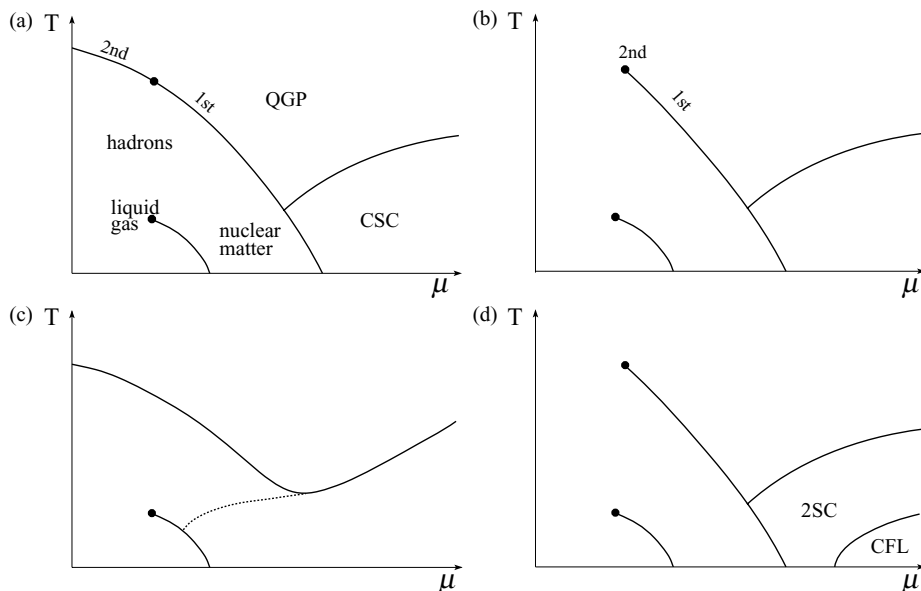 (a)
T
2nd
1st
QGP
hadrons
liquid
gas
nuclear
matter
CSC
μ
(b)
T
2nd
1st
μ
(c)
T
μ
(d)
T
2SC
CFL
μ